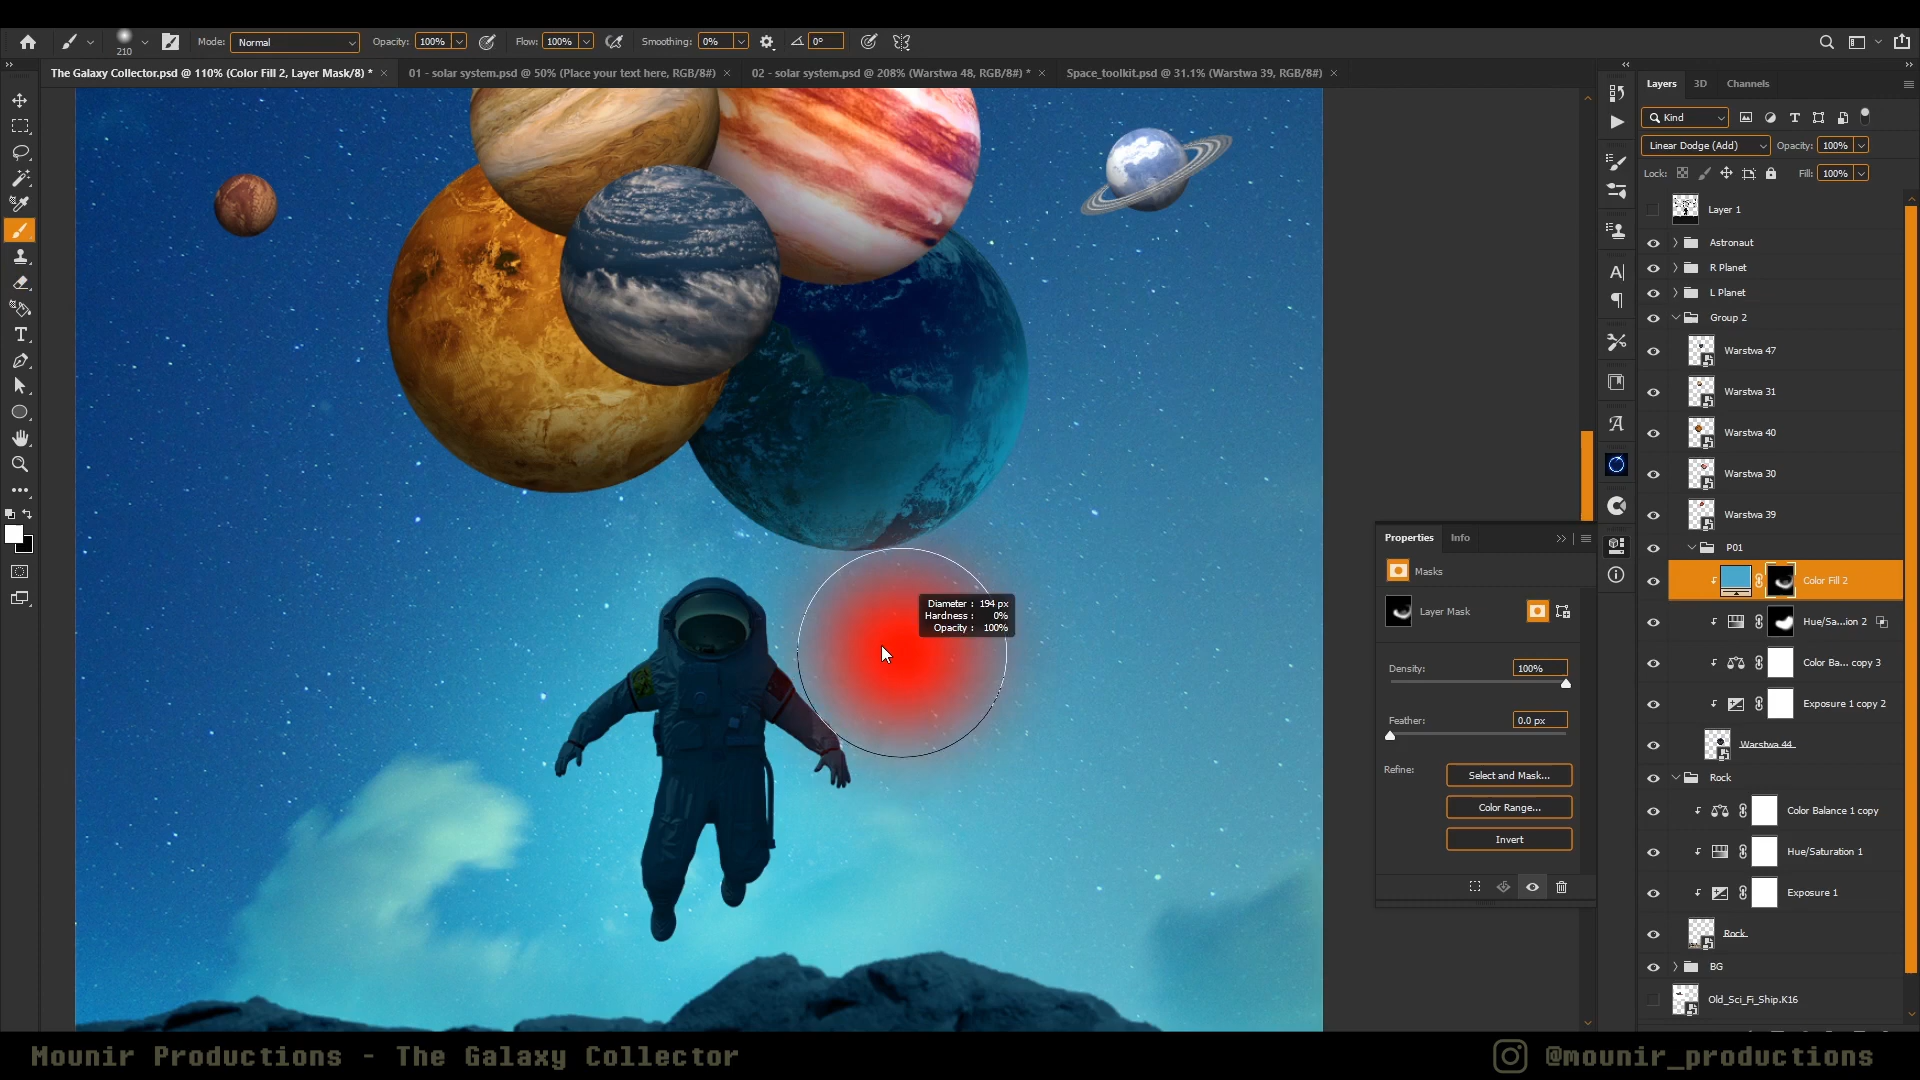 210
Mode: Normal
Opacity: 100%
Flow: 100%
Smoothing: 0%
0°
The Galaxy Collector.psd @ 110% (Color Fill 2, Layer Mask/8) *
01 - solar system.psd @ 50% (Place your text here, RGB/8#)
02 - solar system.psd @ 208% (Warstwa 48, RGB/8#) *
Space_toolkit.psd @ 31.1% (Warstwa 39, RGB/8#)
Layers
3D
Channels
Kind
Linear Dodge (Add)
Opacity: 100%
Lock:
Fill: 100%
Layer 1
Astronaut
R Planet
L Planet
Group 2
Warstwa 47
Warstwa 31
Warstwa 40
Warstwa 30
Warstwa 39
P01
Color Fill 2
Hue/Sa...ion 2
Color Ba... copy 3
Exposure 1 copy 2
Warstwa 44
Rock
Color Balance 1 copy
Hue/Saturation 1
Exposure 1
Rock
BG
Old_Sci_Fi_Ship.K16
Diameter : 194 px
Hardness : 0%
Opacity : 100%
Properties
Info
Masks
Layer Mask
Density: 100%
Feather: 0.0 px
Refine:
Select and Mask...
Color Range...
Invert
Mounir Productions - The Galaxy Collector
@mounir_productions